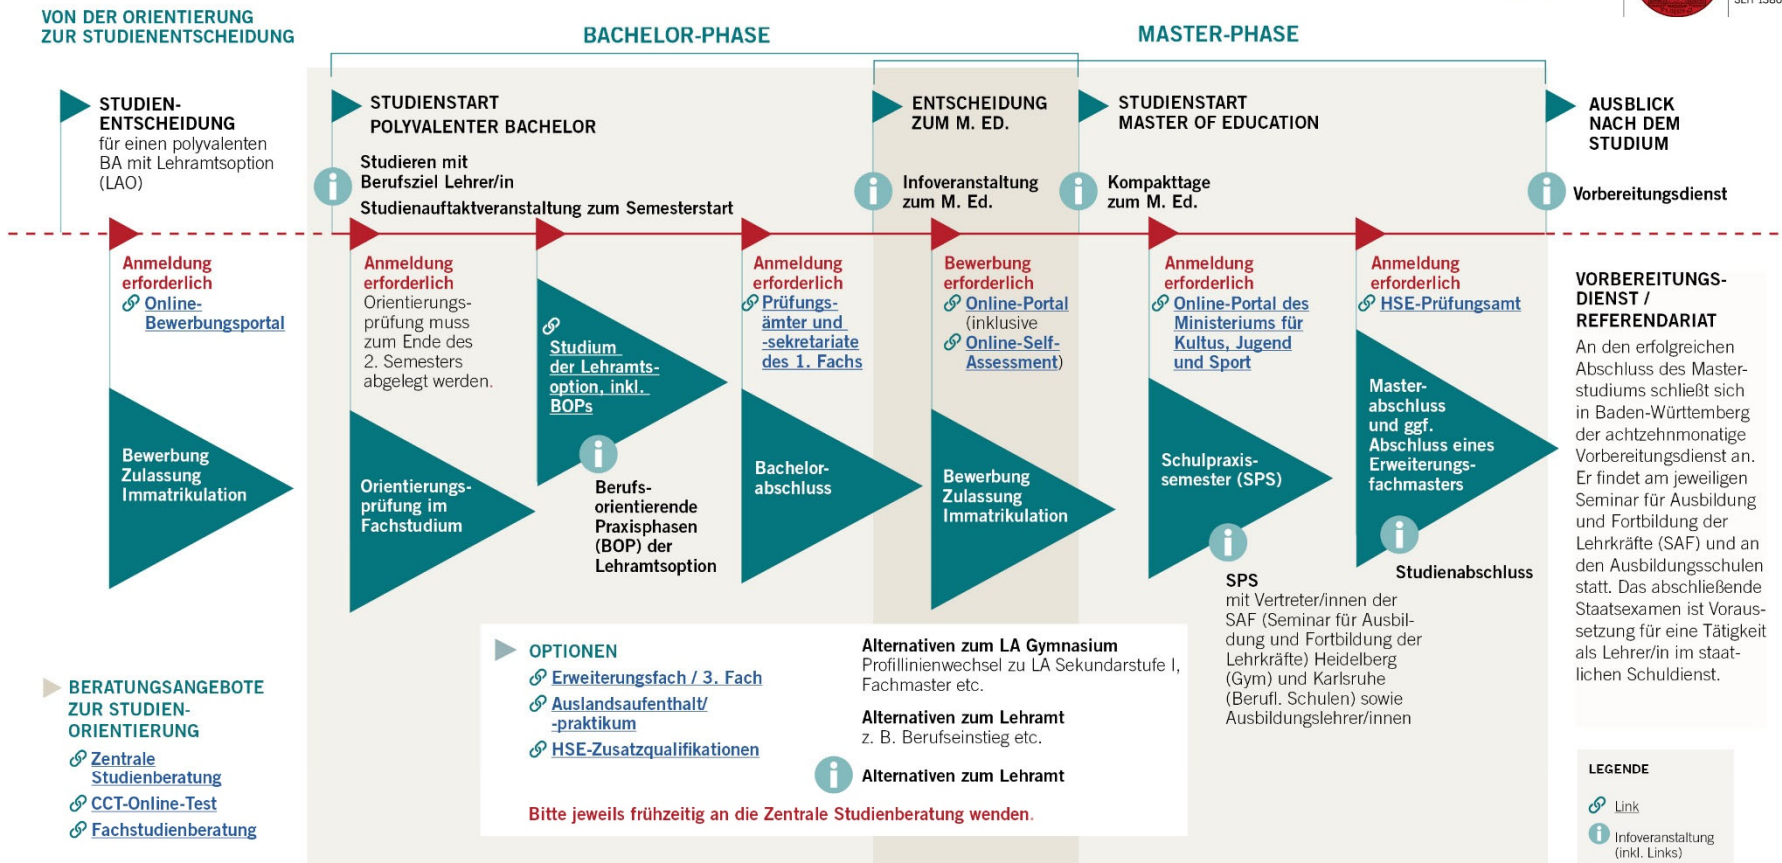 VON DER ORIENTIERUNG
ZUR STUDIENENTSCHEIDUNG
BACHELOR-PHASE
MASTER-PHASE
SEIT 1386
STUDIEN-
ENTSCHEIDUNG
für einen polyvalenten
BA mit Lehramtsoption
(LAO)
STUDIENSTART
POLYVALENTER BACHELOR
Studieren mit
Berufsziel Lehrer/in
Studienauftaktveranstaltung zum Semesterstart
ENTSCHEIDUNG
ZUM M. ED.
Infoveranstaltung
zum M. Ed.
STUDIENSTART
MASTER OF EDUCATION
Kompakttage
zum M. Ed.
AUSBLICK
NACH DEM
STUDIUM
Vorbereitungsdienst
Anmeldung
erforderlich
Online-
Bewerbungsportal
Bewerbung
Zulassung
Immatrikulation
Anmeldung
erforderlich
Orientierungs-
prüfung muss
zum Ende des
2. Semesters
abgelegt werden.
Orientierungs-
prüfung im
Fachstudium
Studium
der Lehramts-
option, inkl.
BOPs
Berufs-
orientierende
Praxisphasen
(BOP) der
Lehramtsoption
Anmeldung
erforderlich
Prüfungs-
ämter und
-sekretariate
des 1. Fachs
Bachelor-
abschluss
Bewerbung
erforderlich
Online-Portal
(inklusive
Online-Self-
Assessment)
Bewerbung
Zulassung
Immatrikulation
Anmeldung
erforderlich
Online-Portal des
Ministeriums für
Kultus, Jugend
und Sport
Schulpraxis-
semester (SPS)
SPS
mit Vertreter/innen der
SAF (Seminar für Ausbil-
dung und Fortbildung der
Lehrkräfte) Heidelberg
(Gym) und Karlsruhe
(Berufl. Schulen) sowie
Ausbildungslehrer/innen
Anmeldung
erforderlich
HSE-Prüfungsamt
Master-
abschluss
und ggf.
Abschluss eines
Erweiterungs-
fachmasters
Studienabschluss
VORBEREITUNGS-
DIENST /
REFERENDARIAT
An den erfolgreichen
Abschluss des Master-
studiums schließt sich
in Baden-Württemberg
der achtzehnmonatige
Vorbereitungsdienst an.
Er findet am jeweiligen
Seminar für Ausbildung
und Fortbildung der
Lehrkräfte (SAF) und an
den Ausbildungsschulen
statt. Das abschließende
Staatsexamen ist Voraus-
setzung für eine Tätigkeit
als Lehrer/in im staat-
lichen Schuldienst.
BERATUNGSANGEBOTE
ZUR STUDIEN-
ORIENTIERUNG
Zentrale
Studienberatung
CCT-Online-Test
Fachstudienberatung
OPTIONEN
Erweiterungsfach / 3. Fach
Auslandsaufenthalt/
-praktikum
HSE-Zusatzqualifikationen
Alternativen zum LA Gymnasium
Profillinienwechsel zu LA Sekundarstufe I,
Fachmaster etc.
Alternativen zum Lehramt
z. B. Berufseinstieg etc.
Alternativen zum Lehramt
Bitte jeweils frühzeitig an die Zentrale Studienberatung wenden.
LEGENDE
Link
Infoveranstaltung
(inkl. Links)